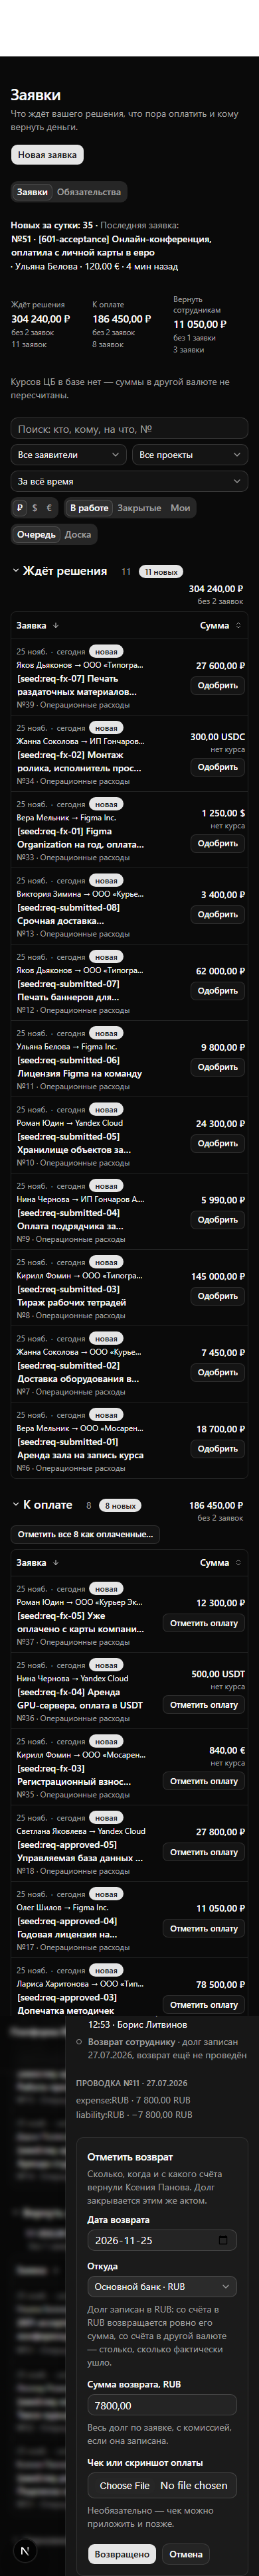 Заявки
Что ждёт вашего решения, что пора оплатить и кому
вернуть деньги.
Новая заявка
Заявки Обязательства
Новых за сутки: 35 · Последняя заявка:
№51 · [601-acceptance] Онлайн-конференция,
оплатила с личной карты в евро
· Ульяна Белова · 120,00 € · 4 мин назад
Ждёт решения
304 240,00 ₽
без 2 заявок
11 заявок
К оплате
186 450,00 ₽
без 2 заявок
8 заявок
Вернуть
сотрудникам
11 050,00 ₽
без 1 заявки
3 заявки
Курсов ЦБ в базе нет — суммы в другой валюте не
пересчитаны.
Поиск: кто, кому, на что, №
Все заявители Все проекты
За всё время
₽ $ € В работе Закрытые Мои
Очередь Доска
Ждёт решения 11 11 новых
304 240,00 ₽
без 2 заявок
Заявка ↓ Сумма
25 нояб. · сегодня новая
Яков Дьяконов → ООО «Типогра...
27 600,00 ₽
[seed:req-fx-07] Печать
раздаточных материалов...
Одобрить
№39 · Операционные расходы
25 нояб. · сегодня новая
Жанна Соколова → ИП Гончаров...
300,00 USDC
нет курса
[seed:req-fx-02] Монтаж
ролика, исполнитель прос...
Одобрить
№34 · Операционные расходы
25 нояб. · сегодня новая
Вера Мельник → Figma Inc.
1 250,00 $
нет курса
[seed:req-fx-01] Figma
Organization на год, оплата...
Одобрить
№33 · Операционные расходы
25 нояб. · сегодня новая
Виктория Зимина → ООО «Курье...
3 400,00 ₽
[seed:req-submitted-08]
Срочная доставка...
Одобрить
№13 · Операционные расходы
25 нояб. · сегодня новая
Яков Дьяконов → ООО «Типогра...
62 000,00 ₽
[seed:req-submitted-07]
Печать баннеров для...
Одобрить
№12 · Операционные расходы
25 нояб. · сегодня новая
Ульяна Белова → Figma Inc.
9 800,00 ₽
[seed:req-submitted-06]
Лицензия Figma на команду
Одобрить
№11 · Операционные расходы
25 нояб. · сегодня новая
Роман Юдин → Yandex Cloud
24 300,00 ₽
[seed:req-submitted-05]
Хранилище объектов за...
Одобрить
№10 · Операционные расходы
25 нояб. · сегодня новая
Нина Чернова → ИП Гончаров А....
5 990,00 ₽
[seed:req-submitted-04]
Оплата подрядчика за...
Одобрить
№9 · Операционные расходы
25 нояб. · сегодня новая
Кирилл Фомин → ООО «Типогра...
145 000,00 ₽
[seed:req-submitted-03]
Тираж рабочих тетрадей
Одобрить
№8 · Операционные расходы
25 нояб. · сегодня новая
Жанна Соколова → ООО «Курье...
7 450,00 ₽
[seed:req-submitted-02]
Доставка оборудования в...
Одобрить
№7 · Операционные расходы
25 нояб. · сегодня новая
Вера Мельник → ООО «Мосарен...
18 700,00 ₽
[seed:req-submitted-01]
Аренда зала на запись курса
Одобрить
№6 · Операционные расходы
К оплате 8 8 новых
186 450,00 ₽
без 2 заявок
Отметить все 8 как оплаченные...
Заявка ↓ Сумма
25 нояб. · сегодня новая
Роман Юдин → ООО «Курьер Эк...
12 300,00 ₽
[seed:req-fx-05] Уже
оплачено с карты компани...
Отметить оплату
№37 · Операционные расходы
25 нояб. · сегодня новая
Нина Чернова → Yandex Cloud
500,00 USDT
нет курса
[seed:req-fx-04] Аренда
GPU-сервера, оплата в USDT
Отметить оплату
№36 · Операционные расходы
25 нояб. · сегодня новая
Кирилл Фомин → ООО «Мосарен...
840,00 €
нет курса
[seed:req-fx-03]
Регистрационный взнос...
Отметить оплату
№35 · Операционные расходы
25 нояб. · сегодня новая
Светлана Яковлева → Yandex Cloud
27 800,00 ₽
[seed:req-approved-05]
Управляемая база данных ...
Отметить оплату
№18 · Операционные расходы
25 нояб. · сегодня новая
Олег Шилов → Figma Inc.
11 050,00 ₽
[seed:req-approved-04]
Годовая лицензия на...
Отметить оплату
№17 · Операционные расходы
25 нояб. · сегодня новая
Лариса Харитонова → ООО «Тип...
78 500,00 ₽
[seed:req-approved-03]
Допечатка методичек
Отметить оплату
12:53 · Борис Литвинов
Возврат сотруднику · долг записан
27.07.2026, возврат ещё не проведён
ПРОВОДКА №11 · 27.07.2026
expense:RUB · 7 800,00 RUB
liability:RUB · −7 800,00 RUB
Отметить возврат
Сколько, когда и с какого счёта
вернули Ксения Панова. Долг
закрывается этим же актом.
Дата возврата
2026-11-25
Откуда
Основной банк · RUB
Долг записан в RUB: со счёта в
RUB возвращается ровно его
сумма, со счёта в другой валюте
— столько, сколько фактически
ушло.
Сумма возврата, RUB
7800,00
Весь долг по заявке, с комиссией,
если она записана.
Чек или скриншот оплаты
Choose File No file chosen
Необязательно — чек можно
приложить и позже.
Возвращено Отмена
N